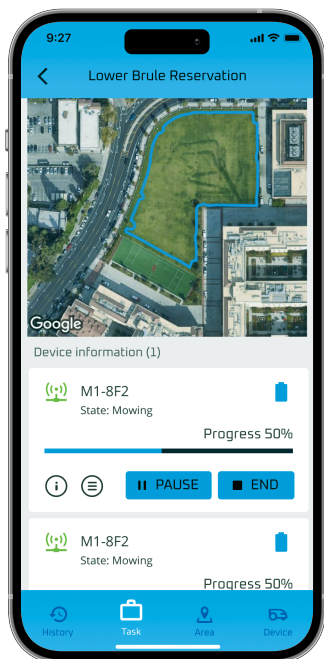 9:27
Lower Brule Reservation
Google
Device information (1)
M1-8F2
State: Mowing
Progress 50%
PAUSE
END
M1-8F2
State: Mowing
Progress 50%
History
Task
Area
Device